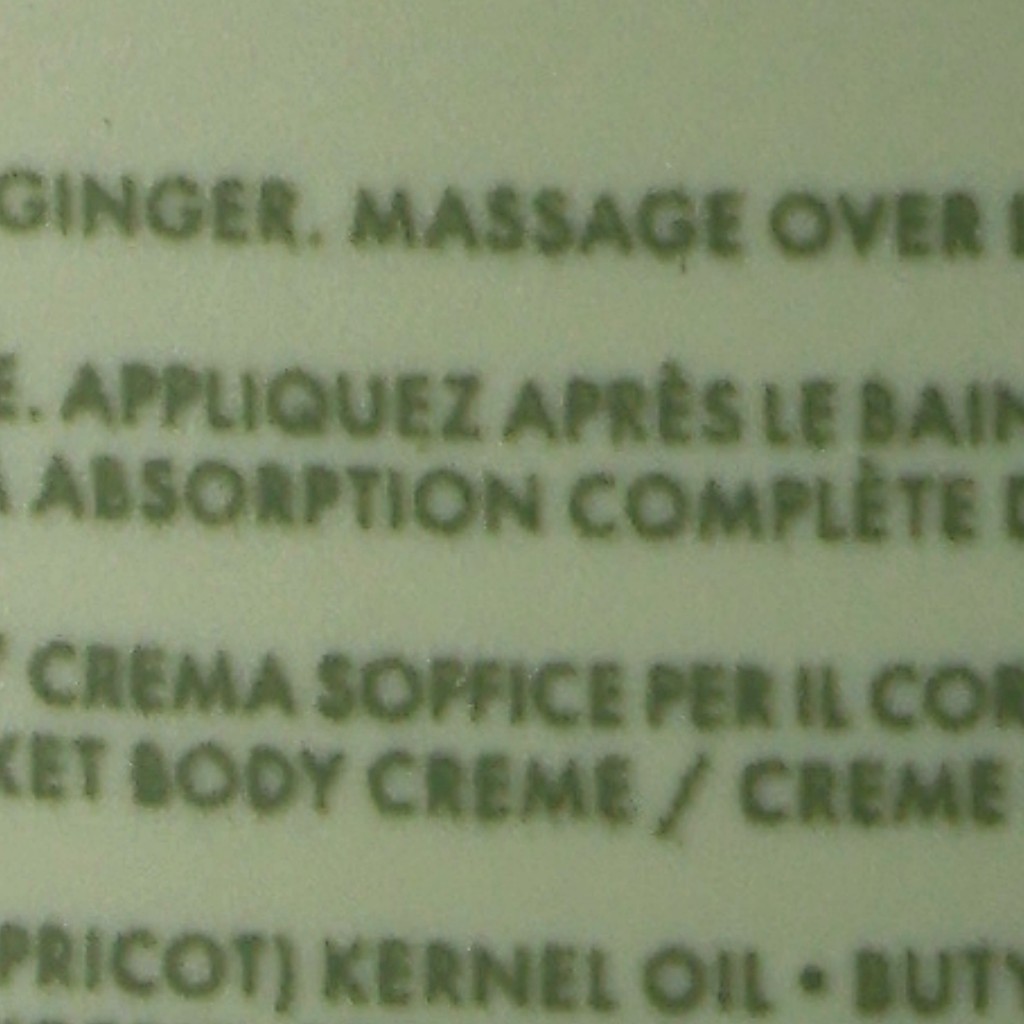 GINGER. MASSAGE OVER
E. APPLIQUEZ APRÈS LE BAIN
ABSORPTION COMPLÈTE D
CREMA SOFFICE PER IL COR
KET BODY CREME / CREME
PRICOT) KERNEL OIL • BUTY